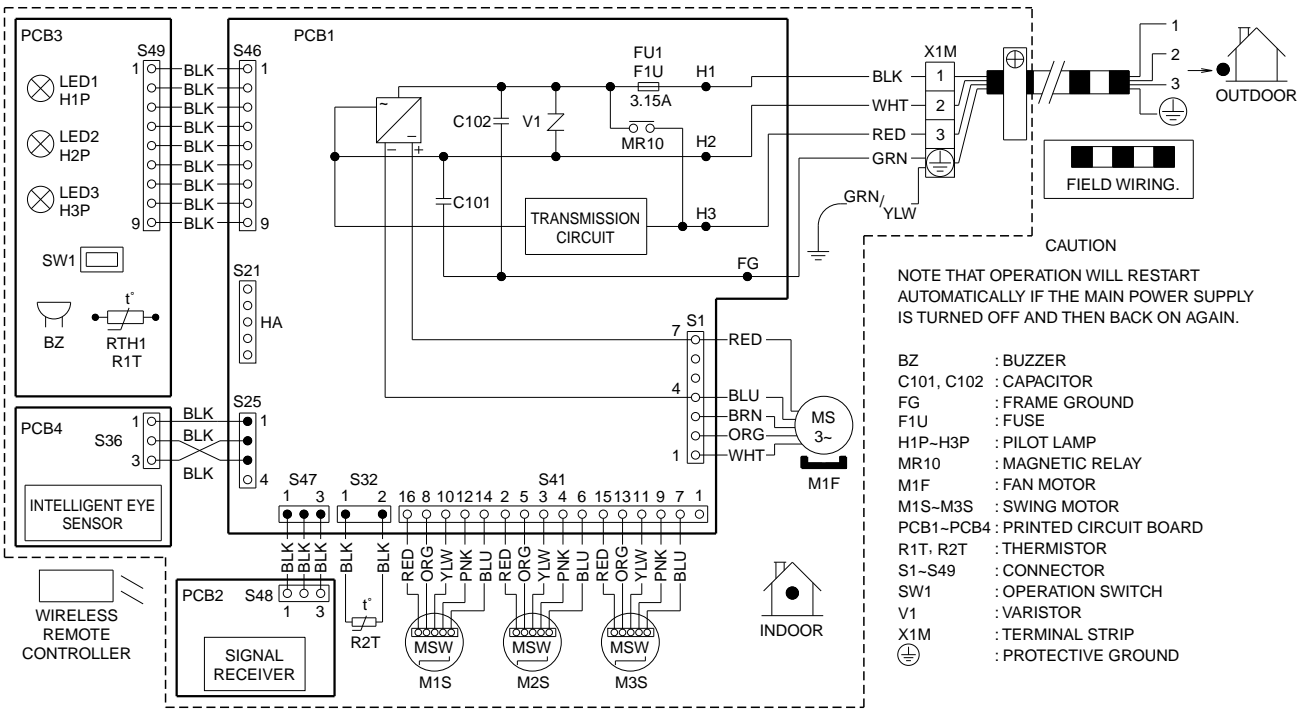 PCB3
S49
S46
PCB1
LED1
H1P
LED2
H2P
LED3
H3P
1 BLK 1
BLK
BLK
BLK
BLK
BLK
BLK
BLK
9 BLK 9
SW1
BZ
t°
RTH1
R1T
S21
HA
~
–
– +
C102
V1
FU1
F1U
3.15A
MR10
C101
TRANSMISSION
CIRCUIT
H1
H2
H3
FG
X1M
BLK 1
WHT 2
RED 3
GRN
GRN/
YLW
1
2
3
OUTDOOR
FIELD WIRING.
PCB4
S36
1
3
BLK
BLK
BLK
S25
1
4
INTELLIGENT EYE
SENSOR
S1
7 RED
4 BLU
BRN
ORG
1 WHT
MS
3~
M1F
S47
1 3
S32
1 2
S41
16 8 10 12 14 2 5 3 4 6 15 13 11 9 7 1
BLK BLK BLK
BLK BLK
RED ORG YLW PNK BLU RED ORG YLW PNK BLU RED ORG YLW PNK BLU
PCB2
S48
1 3
SIGNAL
RECEIVER
t°
R2T
MSW
M1S
MSW
M2S
MSW
M3S
WIRELESS
REMOTE
CONTROLLER
INDOOR
CAUTION
NOTE THAT OPERATION WILL RESTART
AUTOMATICALLY IF THE MAIN POWER SUPPLY
IS TURNED OFF AND THEN BACK ON AGAIN.
BZ : BUZZER
C101, C102 : CAPACITOR
FG : FRAME GROUND
F1U : FUSE
H1P~H3P : PILOT LAMP
MR10 : MAGNETIC RELAY
M1F : FAN MOTOR
M1S~M3S : SWING MOTOR
PCB1~PCB4 : PRINTED CIRCUIT BOARD
R1T, R2T : THERMISTOR
S1~S49 : CONNECTOR
SW1 : OPERATION SWITCH
V1 : VARISTOR
X1M : TERMINAL STRIP
: PROTECTIVE GROUND